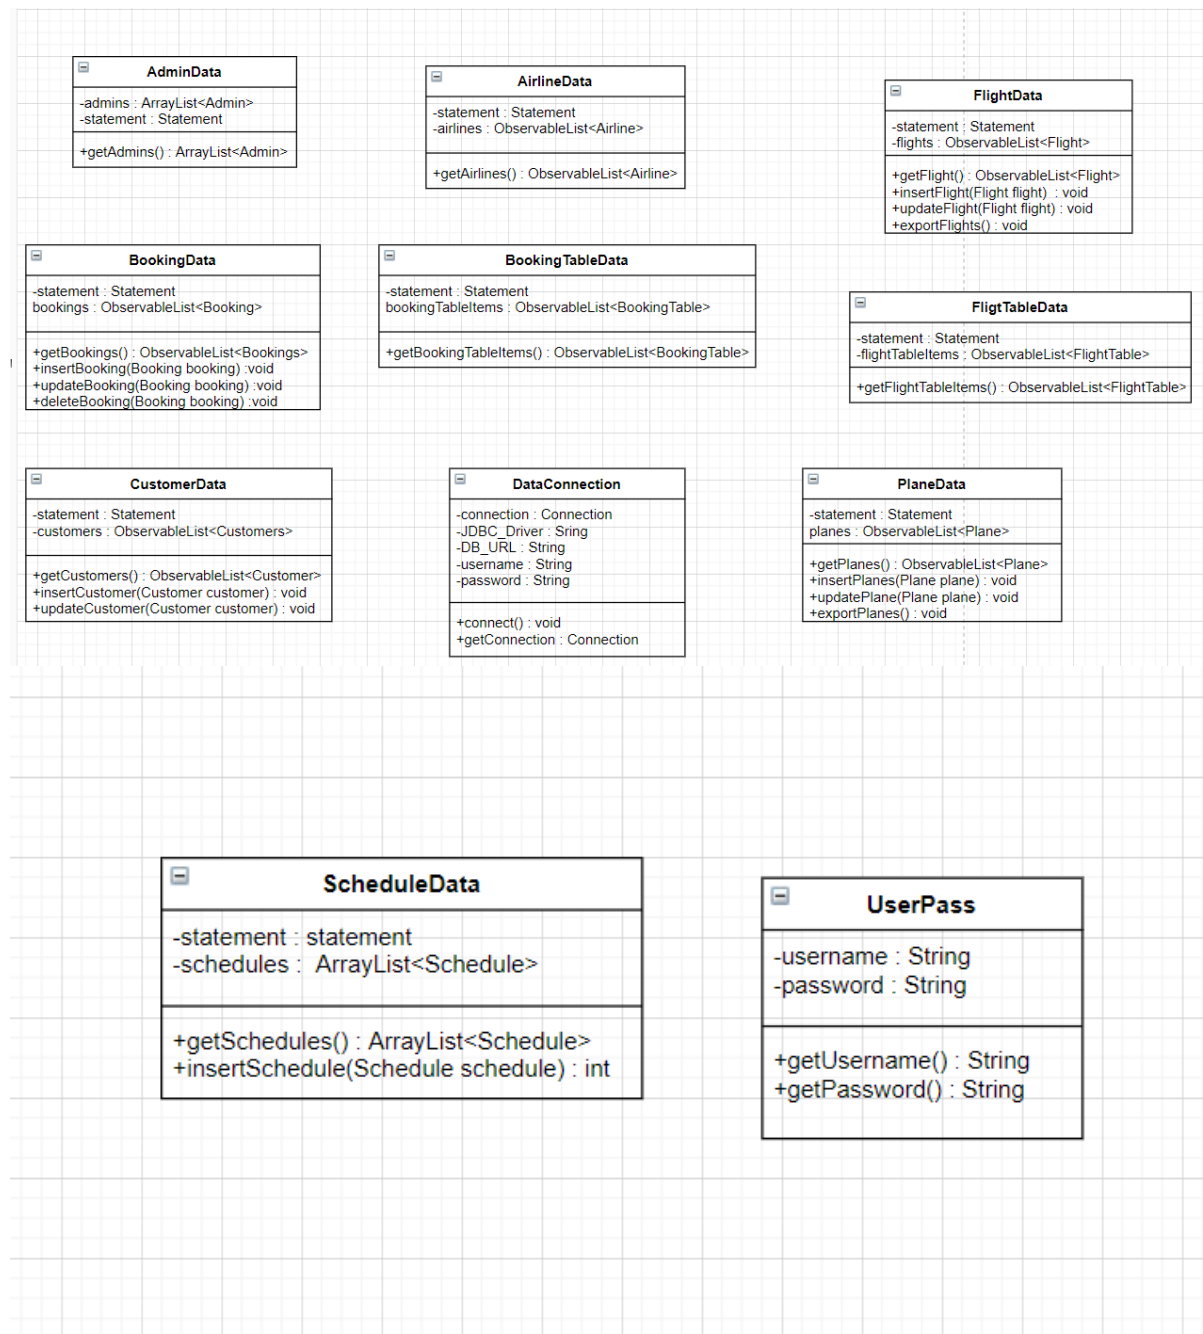 AdminData
-admins : ArrayList<Admin>
-statement : Statement
+getAdmins() : ArrayList<Admin>
AirlineData
-statement : Statement
-airlines : ObservableList<Airline>
+getAirlines() : ObservableList<Airline>
FlightData
-statement : Statement
-flights : ObservableList<Flight>
+getFlight() : ObservableList<Flight>
+insertFlight(Flight flight) : void
+updateFlight(Flight flight) : void
+exportFlights() : void
BookingData
-statement : Statement
bookings : ObservableList<Booking>
+getBookings() : ObservableList<Bookings>
+insertBooking(Booking booking) :void
+updateBooking(Booking booking) :void
+deleteBooking(Booking booking) :void
BookingTableData
-statement : Statement
bookingTableItems : ObservableList<BookingTable>
+getBookingTableItems() : ObservableList<BookingTable>
FligtTableData
-statement : Statement
-flightTableItems : ObservableList<FlightTable>
+getFlightTableItems() : ObservableList<FlightTable>
CustomerData
-statement : Statement
-customers : ObservableList<Customers>
+getCustomers() : ObservableList<Customer>
+insertCustomer(Customer customer) : void
+updateCustomer(Customer customer) : void
DataConnection
-connection : Connection
-JDBC_Driver : Sring
-DB_URL : String
-username : String
-password : String
+connect() : void
+getConnection : Connection
PlaneData
-statement : Statement
planes : ObservableList<Plane>
+getPlanes() : ObservableList<Plane>
+insertPlanes(Plane plane) : void
+updatePlane(Plane plane) : void
+exportPlanes() : void
ScheduleData
-statement : statement
-schedules : ArrayList<Schedule>
+getSchedules() : ArrayList<Schedule>
+insertSchedule(Schedule schedule) : int
UserPass
-username : String
-password : String
+getUsername() : String
+getPassword() : String